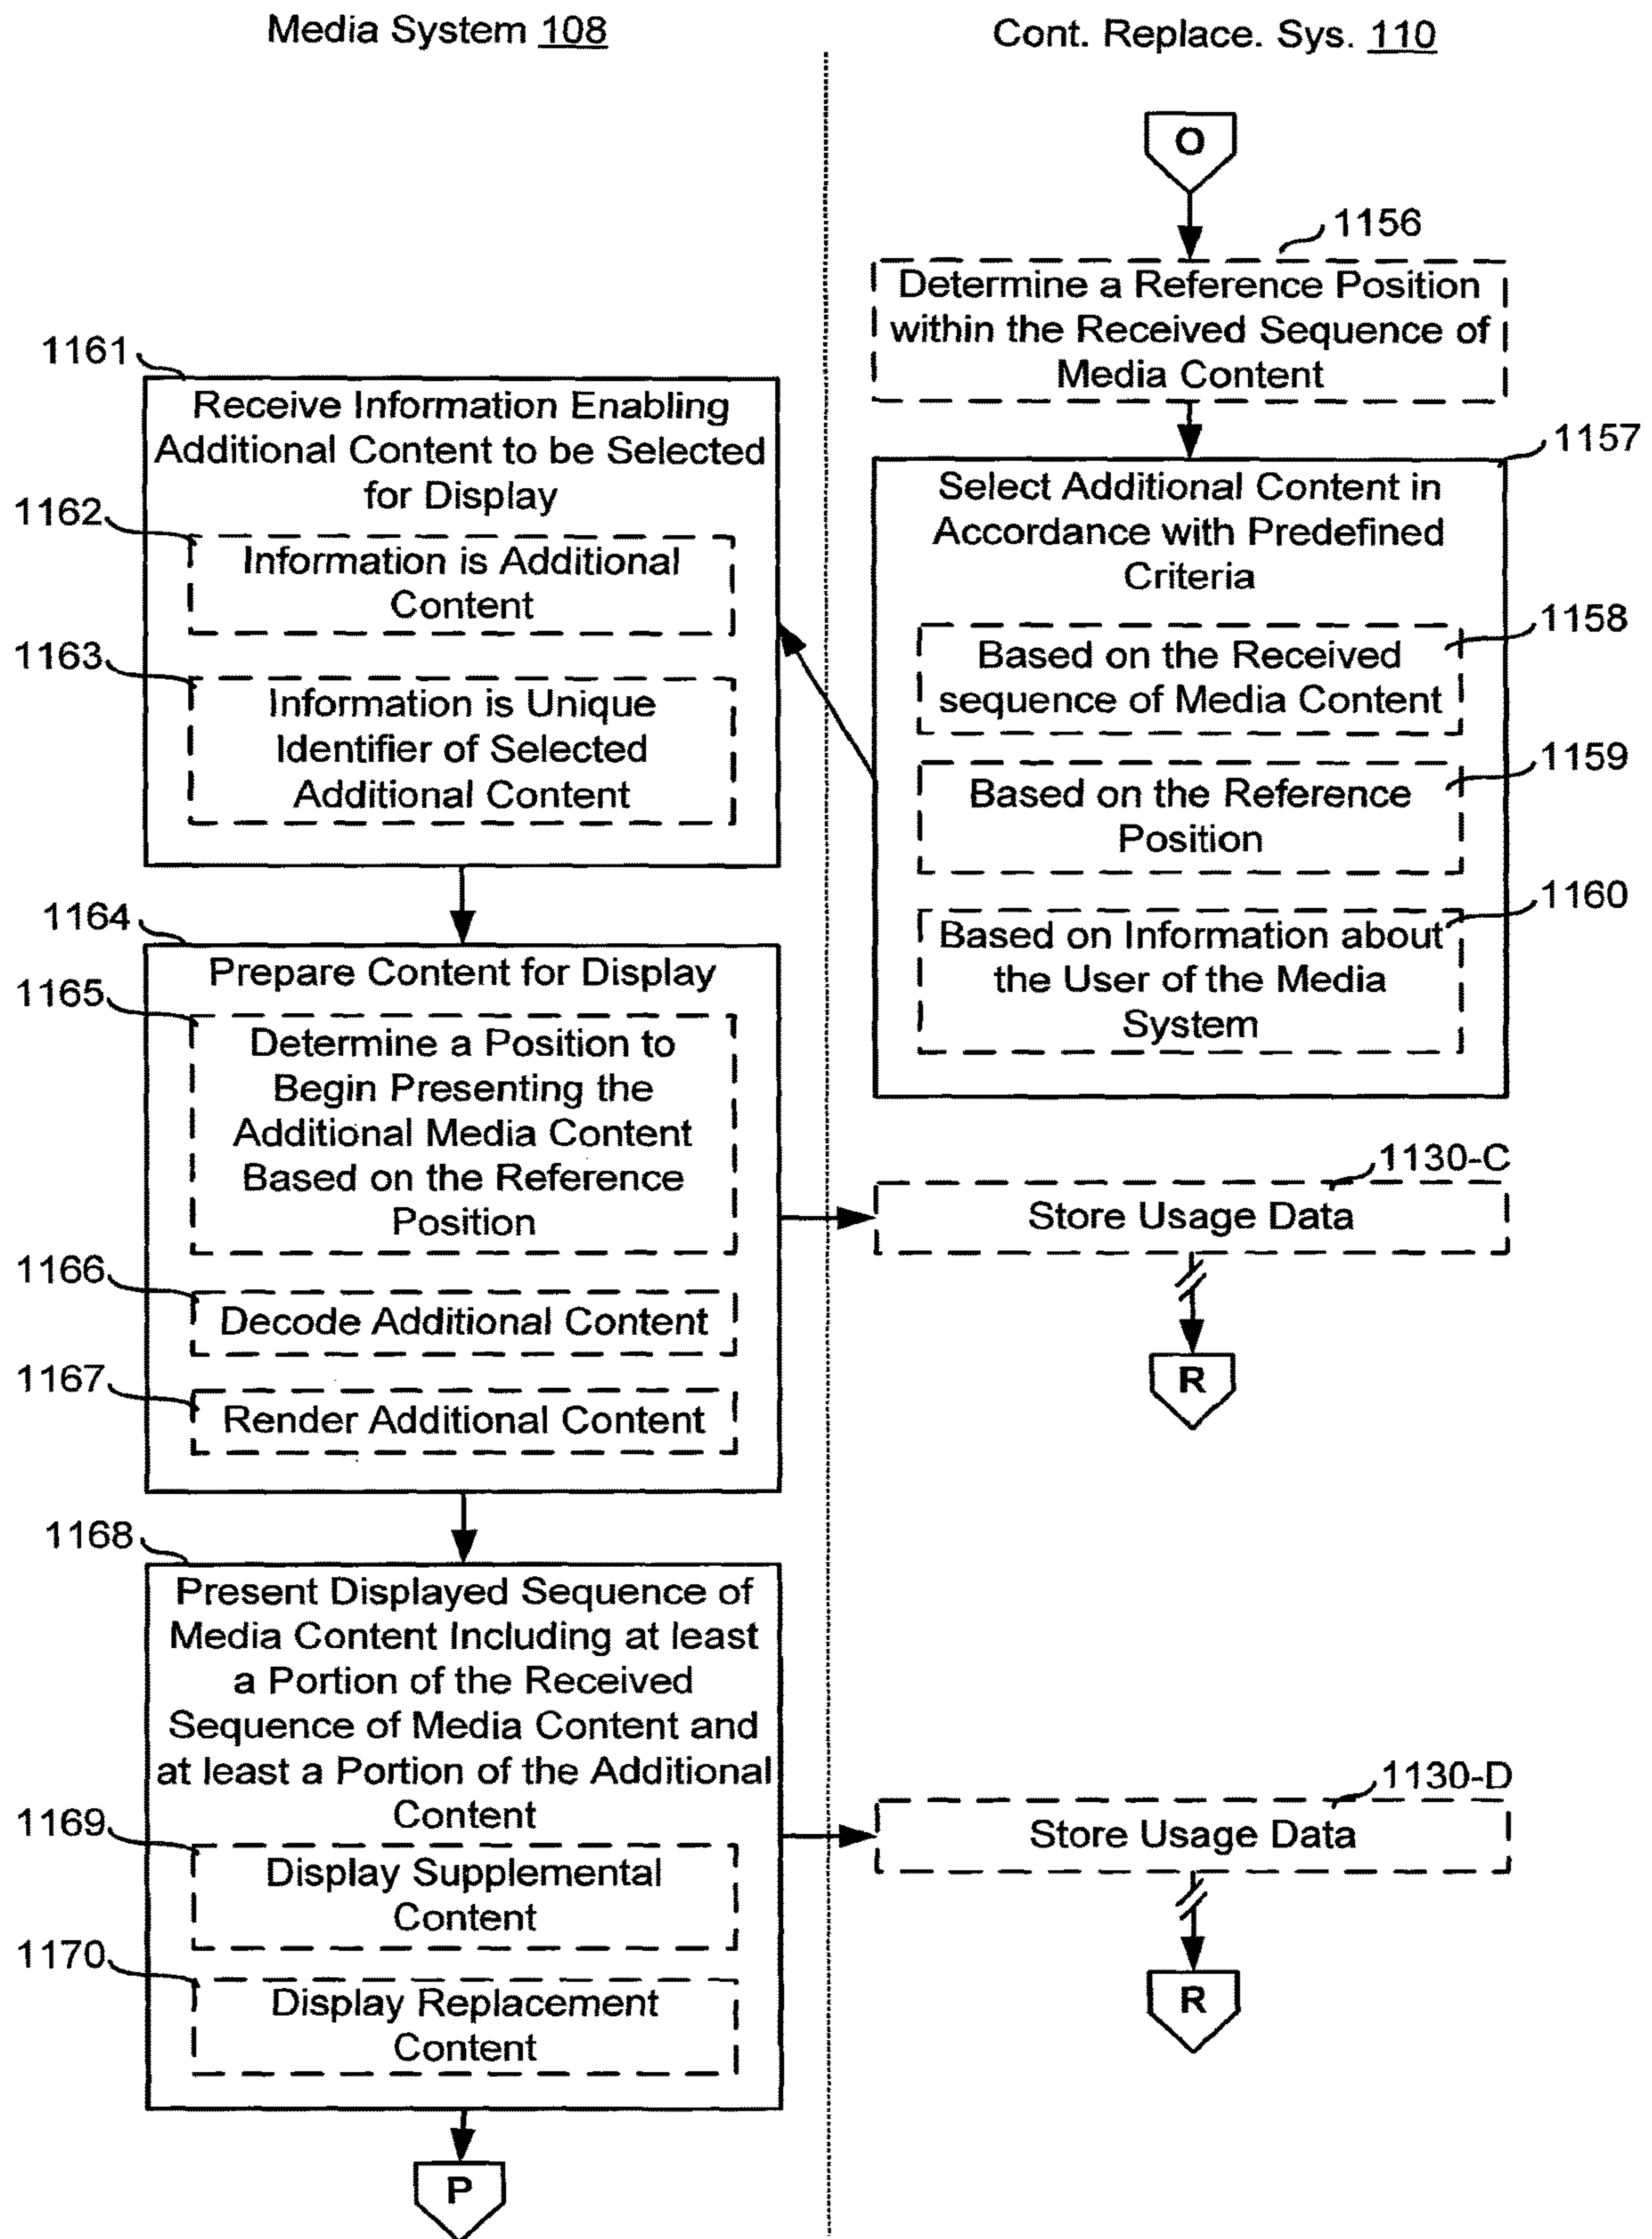 Media System 108
Cont. Replace. Sys. 110
O
1156
Determine a Reference Position
within the Received Sequence of
Media Content
1157
Select Additional Content in
Accordance with Predefined
Criteria
1158
Based on the Received
sequence of Media Content
1159
Based on the Reference
Position
1160
Based on Information about
the User of the Media
System
1161
Receive Information Enabling
Additional Content to be Selected
for Display
1162
Information is Additional
Content
1163
Information is Unique
Identifier of Selected
Additional Content
1164
Prepare Content for Display
1165
Determine a Position to
Begin Presenting the
Additional Media Content
Based on the Reference
Position
1166
Decode Additional Content
1167
Render Additional Content
1130-C
Store Usage Data
R
1168
Present Displayed Sequence of
Media Content Including at least
a Portion of the Received
Sequence of Media Content and
at least a Portion of the Additional
Content
1169
Display Supplemental
Content
1170
Display Replacement
Content
1130-D
Store Usage Data
R
P